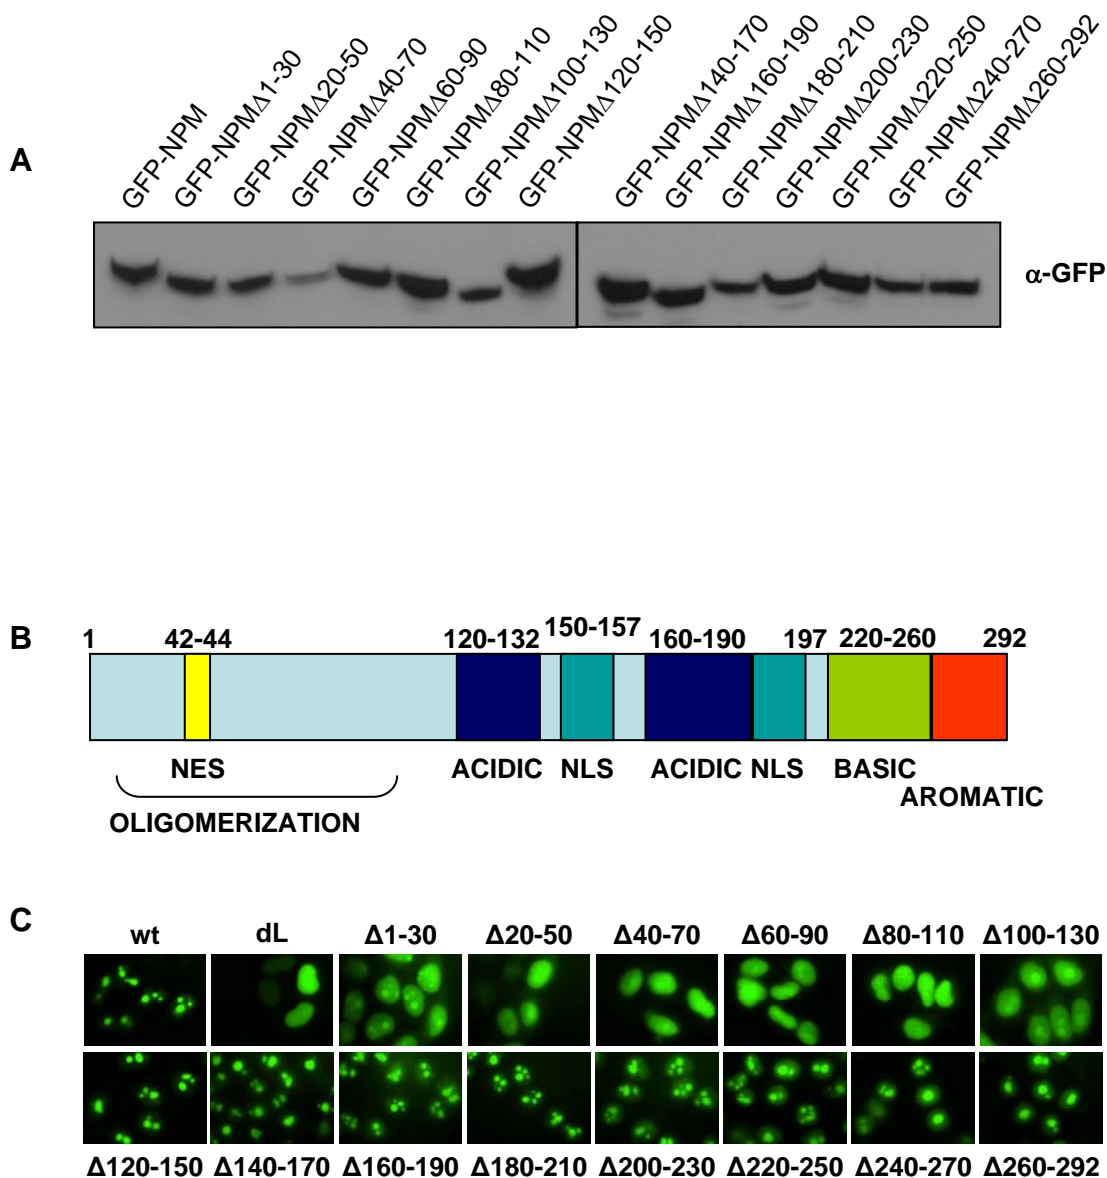 A
GFP-NPM
GFP-NPMΔ1-30
GFP-NPMΔ20-50
GFP-NPMΔ40-70
GFP-NPMΔ60-90
GFP-NPMΔ80-110
GFP-NPMΔ100-130
GFP-NPMΔ120-150
GFP-NPMΔ140-170
GFP-NPMΔ160-190
GFP-NPMΔ180-210
GFP-NPMΔ200-230
GFP-NPMΔ220-250
GFP-NPMΔ240-270
GFP-NPMΔ260-292
α-GFP
B
1 42-44 120-132 150-157 160-190 197 220-260 292
NES ACIDIC NLS ACIDIC NLS BASIC
AROMATIC
OLIGOMERIZATION
C
wt dL Δ1-30 Δ20-50 Δ40-70 Δ60-90 Δ80-110 Δ100-130
Δ120-150 Δ140-170 Δ160-190 Δ180-210 Δ200-230 Δ220-250 Δ240-270 Δ260-292